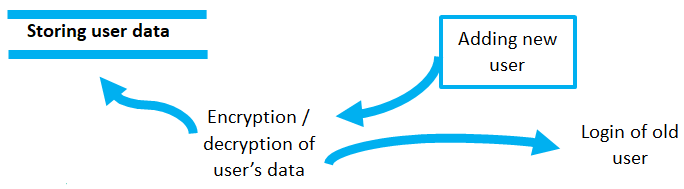 Storing user data
Adding new
user
Encryption /
decryption of
user's data
Login of old
user